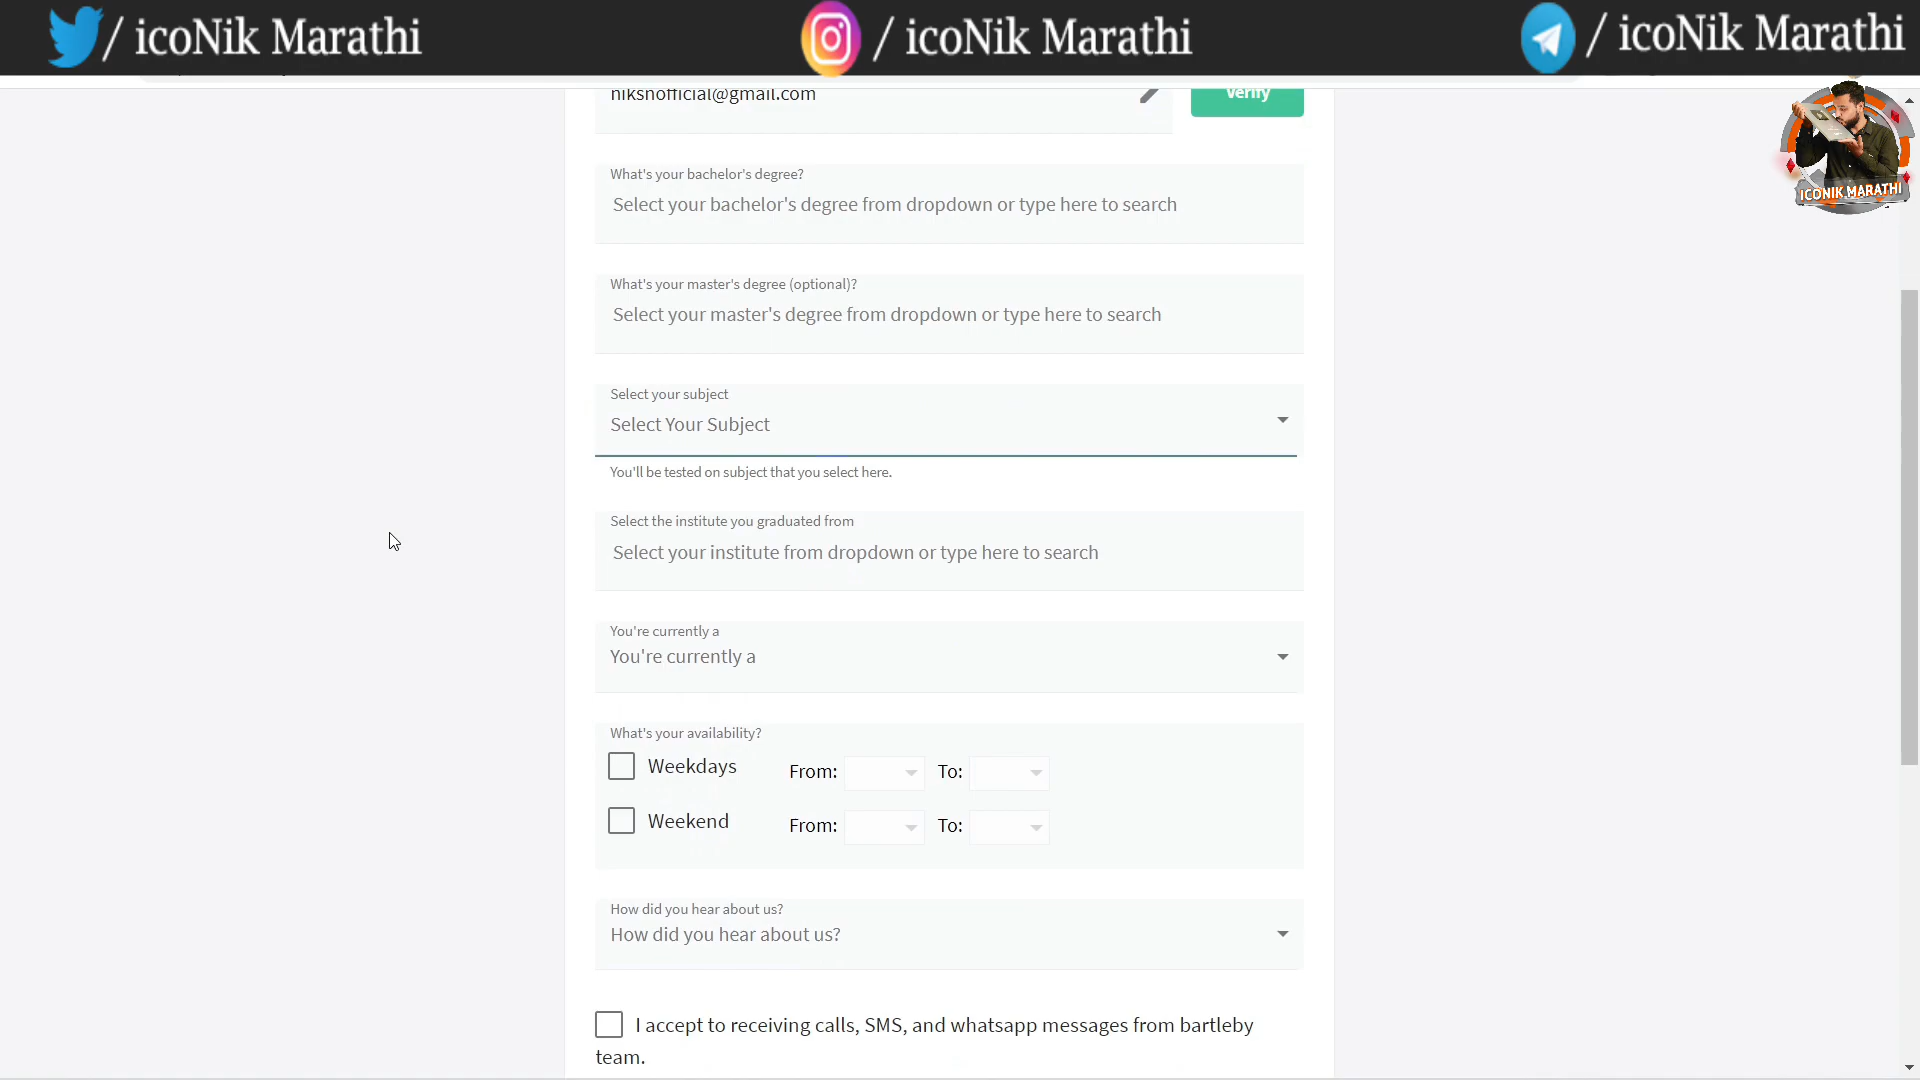 / icoNik Marathi
/ icoNik Marathi
/ icoNik Marathi
niksnofficial@gmail.com
Verify
ICONIK MARATHI
What's your bachelor's degree?
Select your bachelor's degree from dropdown or type here to search
What's your master's degree (optional)?
Select your master's degree from dropdown or type here to search
Select your subject
Select Your Subject
You'll be tested on subject that you select here.
Select the institute you graduated from
Select your institute from dropdown or type here to search
You're currently a
You're currently a
What's your availability?
Weekdays From: To:
Weekend From: To:
How did you hear about us?
How did you hear about us?
I accept to receiving calls, SMS, and whatsapp messages from bartleby
team.